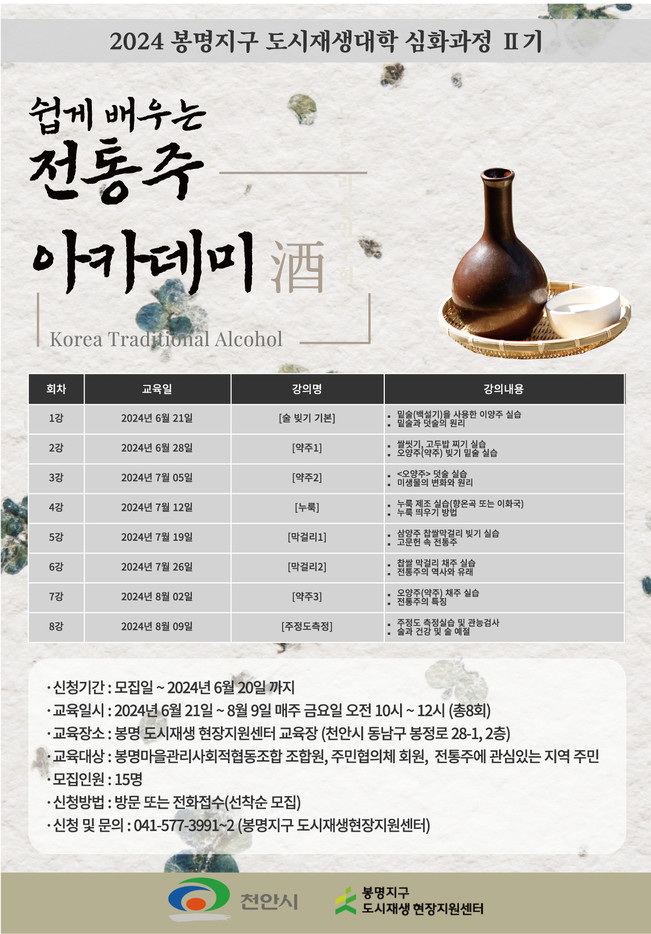 2024 봉명지구 도시재생대학 심화과정 Ⅱ기
쉽게 배우는
전통주
아카데미 酒
Korea Traditional Alcohol
회차 교육일 강의명 강의내용
1강 2024년 6월 21일 [술 빚기 기본]
• 밑술(백설기)을 사용한 이양주 실습
• 밑술과 덧술의 원리
2강 2024년 6월 28일 [약주1]
• 쌀씻기, 고두밥 찌기 실습
• 오양주(약주) 빚기 밑술 실습
3강 2024년 7월 05일 [약주2]
• <오양주> 덧술 실습
• 미생물의 변화와 원리
4강 2024년 7월 12일 [누룩]
• 누룩 제조 실습(향온곡 또는 이화국)
• 누룩 띄우기 방법
5강 2024년 7월 19일 [막걸리1]
• 삼양주 찹쌀막걸리 빚기 실습
• 고문헌 속 전통주
6강 2024년 7월 26일 [막걸리2]
• 찹쌀 막걸리 채주 실습
• 전통주의 역사와 유래
7강 2024년 8월 02일 [약주3]
• 오양주(약주) 채주 실습
• 전통주의 특징
8강 2024년 8월 09일 [주정도측정]
• 주정도 측정실습 및 관능검사
• 술과 건강 및 술 예절
· 신청기간 : 모집일 ~ 2024년 6월 20일 까지
· 교육일시 : 2024년 6월 21일 ~ 8월 9일 매주 금요일 오전 10시 ~ 12시 (총8회)
· 교육장소 : 봉명 도시재생 현장지원센터 교육장 (천안시 동남구 봉정로 28-1, 2층)
· 교육대상 : 봉명마을관리사회적협동조합 조합원, 주민협의체 회원, 전통주에 관심있는 지역 주민
· 모집인원 : 15명
· 신청방법 : 방문 또는 전화접수(선착순 모집)
· 신청 및 문의 : 041-577-3991~2 (봉명지구 도시재생현장지원센터)
천안시
봉명지구
도시재생 현장지원센터